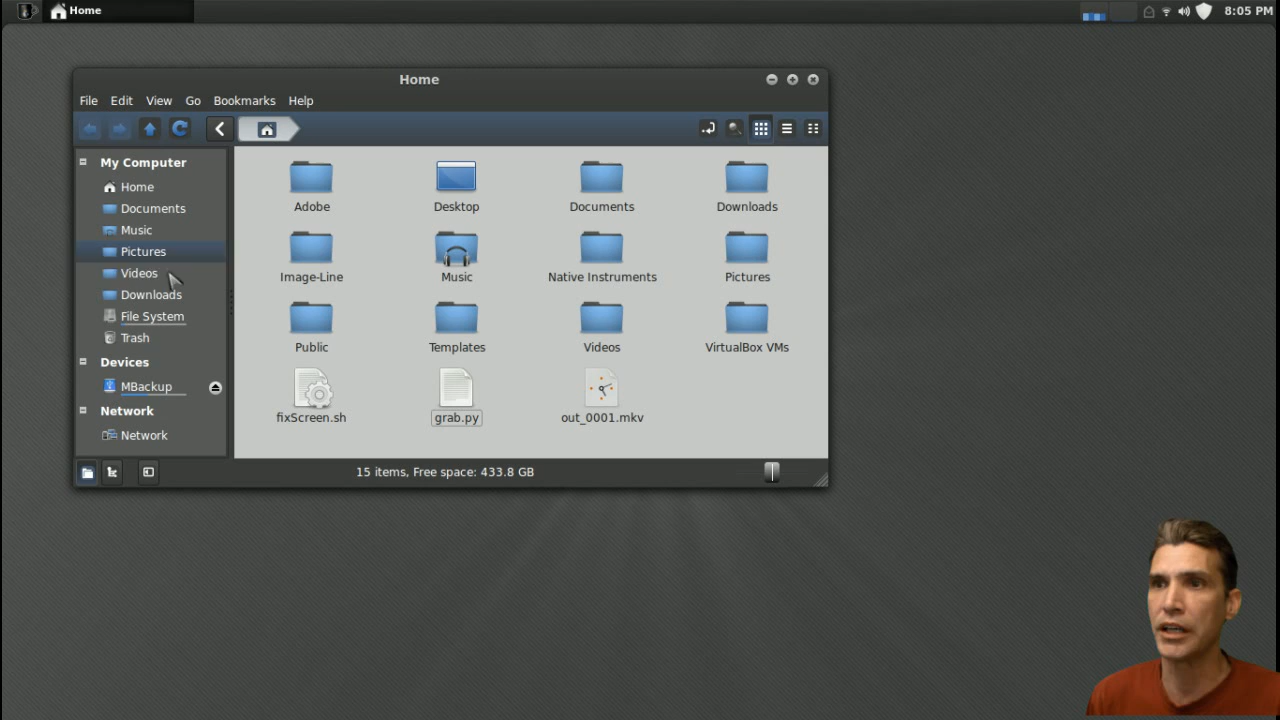 Home
8:05 PM
Home
File Edit View Go Bookmarks Help
My Computer
Home
Documents
Music
Pictures
Videos
Downloads
File System
Trash
Devices
MBackup
Network
Network
Adobe Desktop Documents Downloads
Image-Line Music Native Instruments Pictures
Public Templates Videos VirtualBox VMs
fixScreen.sh grab.py out_0001.mkv
15 items, Free space: 433.8 GB